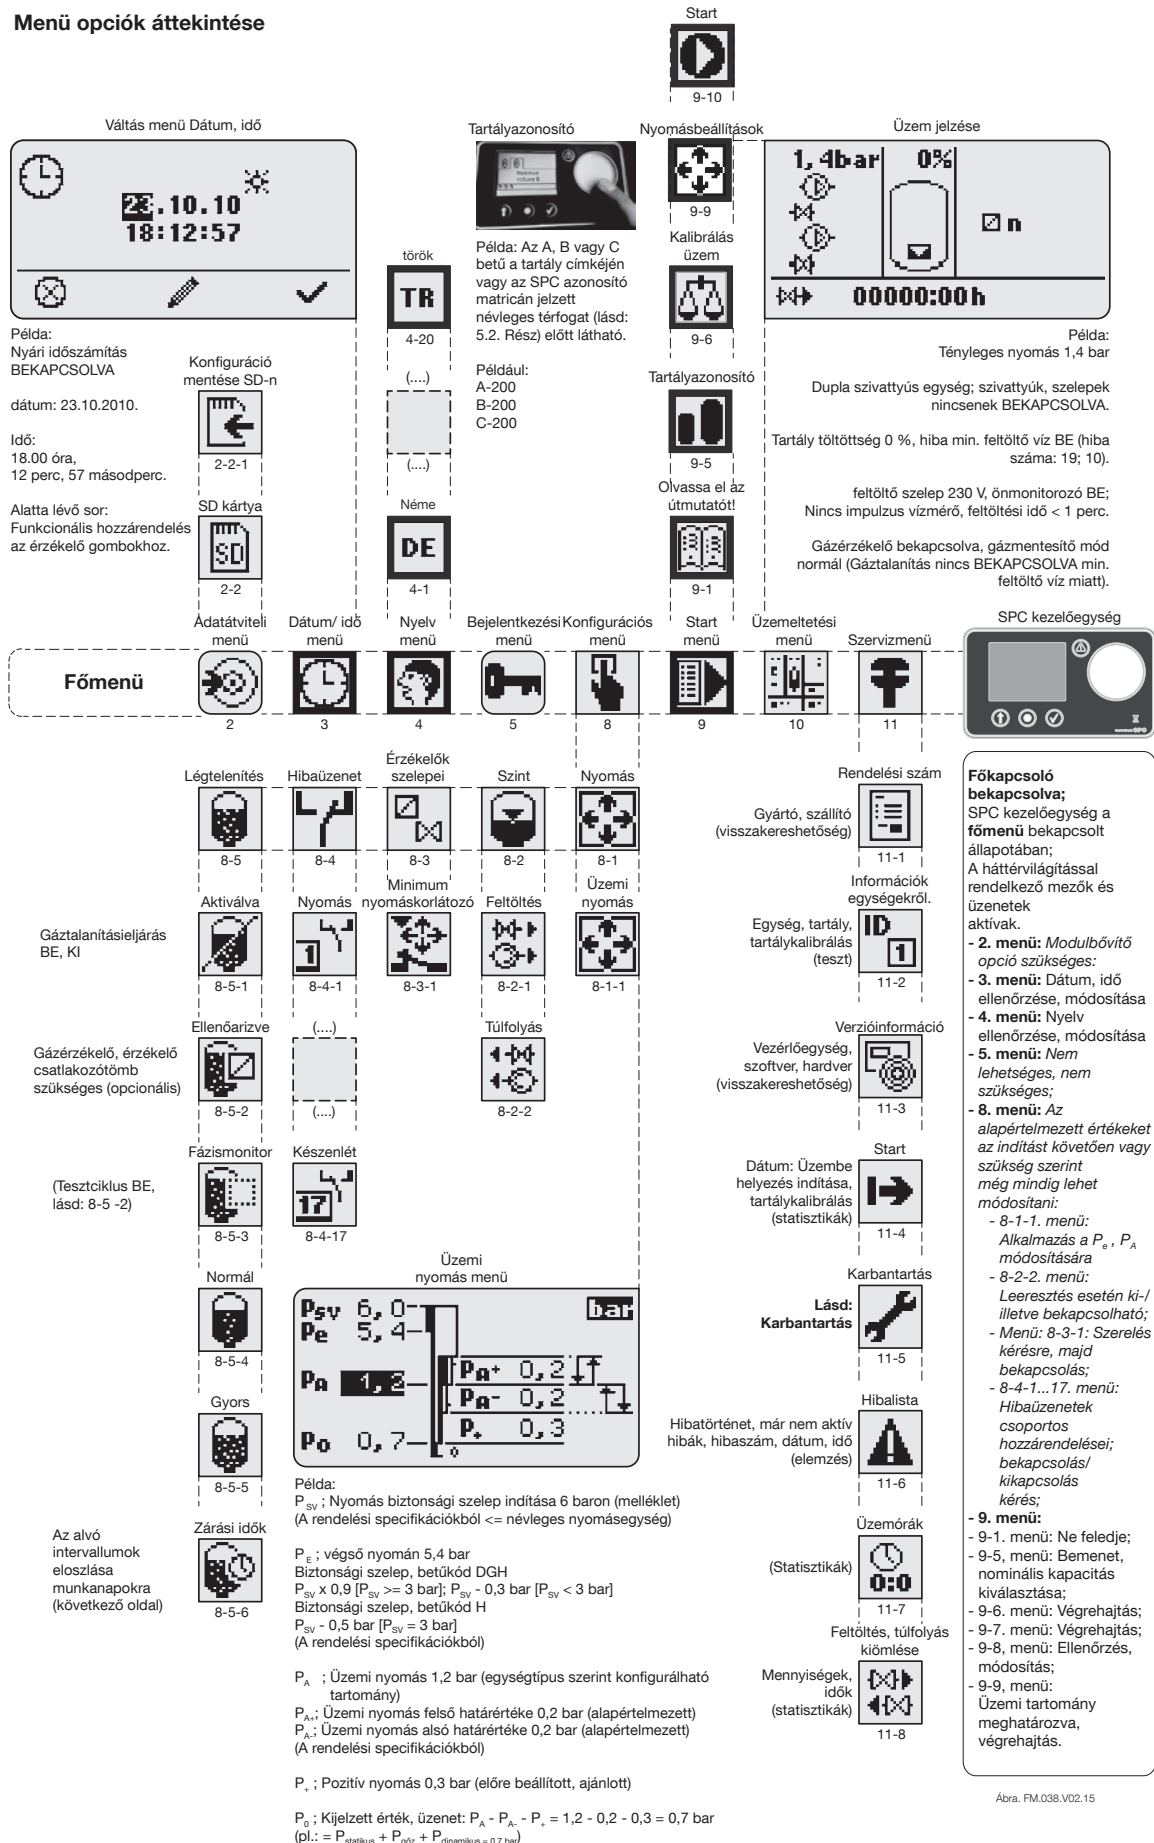 Menü opciók áttekintése
Start
9-10
Váltás menü Dátum, idő
23.10.10
18:12:57
Példa:
Nyári időszámítás
BEKAPCSOLVA
dátum: 23.10.2010.
Idő:
18.00 óra,
12 perc, 57 másodperc.
Alatta lévő sor:
Funkcionális hozzárendelés
az érzékelő gombokhoz.
Konfiguráció
mentése SD-n
2-2-1
SD kártya
SD
2-2
török
TR
4-20
(....)
(....)
Néme
DE
4-1
Tartályazonosító
Példa: Az A, B vagy C
betű a tartály címkéjén
vagy az SPC azonosító
matricán jelzett
névleges térfogat (lásd:
5.2. Rész) előtt látható.
Például:
A-200
B-200
C-200
Nyomásbeállítások
9-9
Kalibrálás
üzem
9-6
Tartályazonosító
9-5
Olvassa el az
útmutatót!
9-1
Üzem jelzése
1,4bar 0%
n
00000:00h
Példa:
Tényleges nyomás 1,4 bar
Dupla szivattyús egység; szivattyúk, szelepek
nincsenek BEKAPCSOLVA.
Tartály töltöttség 0 %, hiba min. feltöltő víz BE (hiba
száma: 19; 10).
feltöltő szelep 230 V, önmonitorozó BE;
Nincs impulzus vízmérő, feltöltési idő < 1 perc.
Gázérzékelő bekapcsolva, gázmentesítő mód
normál (Gáztalanítás nincs BEKAPCSOLVA min.
feltöltő víz miatt).
SPC kezelőegység
Főmenü
Adatátviteli
menü
2
Dátum/ idő
menü
3
Nyelv
menü
4
Bejelentkezési
menü
5
Konfigurációs
menü
8
Start
menü
9
Üzemeltetési
menü
10
Szervizmenü
11
Légtelenítés
8-5
Hibaüzenet
8-4
Érzékelők
szelepei
8-3
Szint
8-2
Nyomás
8-1
Gáztalanításieljárás
BE, KI
Aktiválva
8-5-1
Nyomás
1
8-4-1
Minimum
nyomáskorlátozó
8-3-1
Feltöltés
8-2-1
Üzemi
nyomás
8-1-1
Gázérzékelő, érzékelő
csatlakozótömb
szükséges (opcionális)
Ellenőarizve
8-5-2
(....)
(....)
Túlfolyás
8-2-2
(Tesztciklus BE,
lásd: 8-5 -2)
Fázismonitor
8-5-3
Készenlét
17
8-4-17
Normál
8-5-4
Gyors
8-5-5
Az alvó
intervallumok
eloszlása
munkanapokra
(következő oldal)
Zárási idők
8-5-6
Üzemi
nyomás menü
Psv 6,0
bar
Pe 5,4
PA 1,2
PA+ 0,2
PA- 0,2
P+ 0,3
P0 0,7
0
Példa:
P SV ; Nyomás biztonsági szelep indítása 6 baron (melléklet)
(A rendelési specifikációkból <= névleges nyomásegység)
P E ; végső nyomán 5,4 bar
Biztonsági szelep, betűkód DGH
P SV x 0,9 [P SV >= 3 bar]; P SV - 0,3 bar [P SV < 3 bar]
Biztonsági szelep, betűkód H
P SV - 0,5 bar [P SV = 3 bar]
(A rendelési specifikációkból)
P A ; Üzemi nyomás 1,2 bar (egységtípus szerint konfigurálható
tartomány)
P A+; Üzemi nyomás felső határértéke 0,2 bar (alapértelmezett)
P A-; Üzemi nyomás alsó határértéke 0,2 bar (alapértelmezett)
(A rendelési specifikációkból)
P + ; Pozitív nyomás 0,3 bar (előre beállított, ajánlott)
P 0 ; Kijelzett érték, üzenet: P A - P A- - P + = 1,2 - 0,2 - 0,3 = 0,7 bar
(pl.: = P statikus + P gőz + P dinamikus = 0,7 bar)
Rendelési szám
Gyártó, szállító
(visszakereshetőség)
11-1
Információk
egységekről.
Egység, tartály,
tartálykalibrálás
(teszt)
ID
1
11-2
Verzióinformáció
Vezérlőegység,
szoftver, hardver
(visszakereshetőség)
11-3
Start
Dátum: Üzembe
helyezés indítása,
tartálykalibrálás
(statisztikák)
11-4
Karbantartás
Lásd:
Karbantartás
11-5
Hibalista
Hibatörténet, már nem aktív
hibák, hibaszám, dátum, idő
(elemzés)
11-6
Üzemórák
(Statisztikák)
0:0
11-7
Feltöltés, túlfolyás
kiömlése
Mennyiségek,
idők
(statisztikák)
11-8
Főkapcsoló
bekapcsolva;
SPC kezelőegység a
főmenü bekapcsolt
állapotában;
A háttérvilágítással
rendelkező mezők és
üzenetek
aktívak.
- 2. menü: Modulbővítő
opció szükséges:
- 3. menü: Dátum, idő
ellenőrzése, módosítása
- 4. menü: Nyelv
ellenőrzése, módosítása
- 5. menü: Nem
lehetséges, nem
szükséges;
- 8. menü: Az
alapértelmezett értékeket
az indítást követően vagy
szükség szerint
még mindig lehet
módosítani:
- 8-1-1. menü:
Alkalmazás a P e , P A
módosítására
- 8-2-2. menü:
Leeresztés esetén ki-/
illetve bekapcsolható;
- Menü: 8-3-1: Szerelés
kérésre, majd
bekapcsolás;
- 8-4-1...17. menü:
Hibaüzenetek
csoportos
hozzárendelései;
bekapcsolás/
kikapcsolás
kérés;
- 9. menü:
- 9-1. menü: Ne feledje;
- 9-5, menü: Bemenet,
nominális kapacitás
kiválasztása;
- 9-6. menü: Végrehajtás;
- 9-7. menü: Végrehajtás;
- 9-8, menü: Ellenőrzés,
módosítás;
- 9-9, menü:
Üzemi tartomány
meghatározva,
végrehajtás.
Ábra. FM.038.V02.15